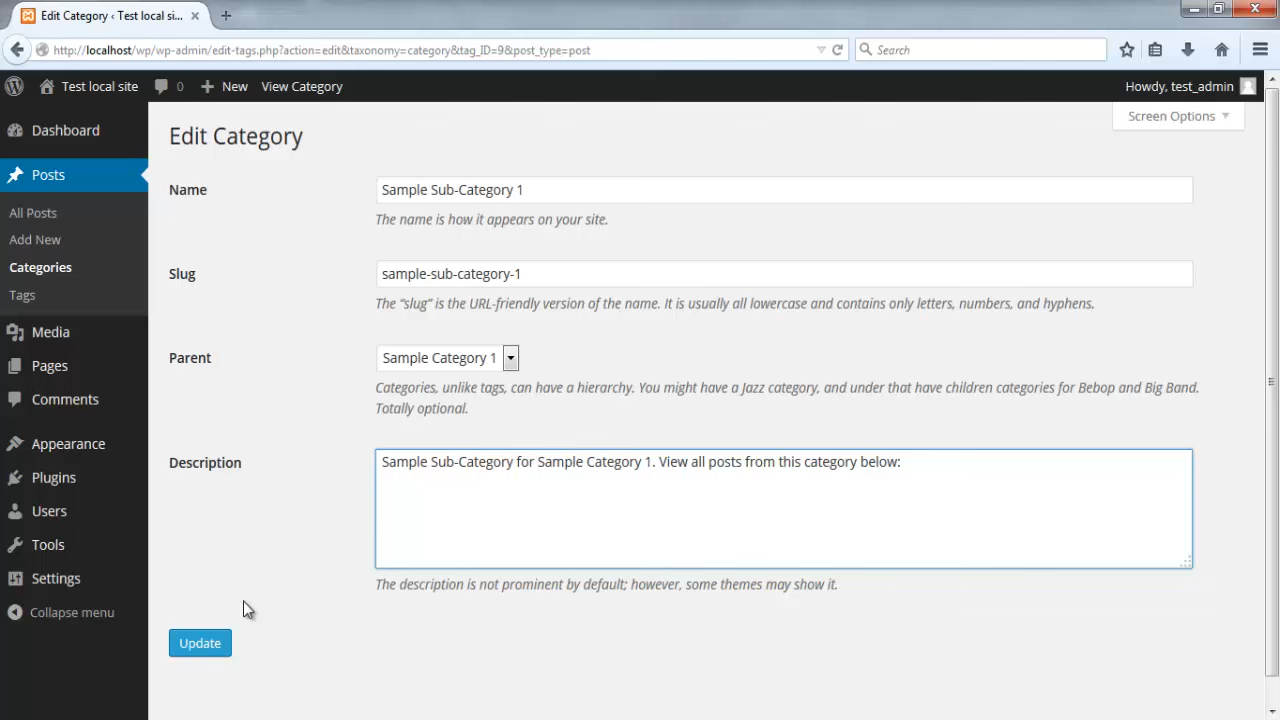 Edit Category ‹ Test local si...
http://localhost/wp/wp-admin/edit-tags.php?action=edit&taxonomy=category&tag_ID=9&post_type=post
Search
Test local site
0
New
View Category
Howdy, test_admin
Screen Options
Dashboard
Posts
All Posts
Add New
Categories
Tags
Media
Pages
Comments
Appearance
Plugins
Users
Tools
Settings
Collapse menu
Edit Category
Name
Sample Sub-Category 1
The name is how it appears on your site.
Slug
sample-sub-category-1
The “slug” is the URL-friendly version of the name. It is usually all lowercase and contains only letters, numbers, and hyphens.
Parent
Sample Category 1
Categories, unlike tags, can have a hierarchy. You might have a Jazz category, and under that have children categories for Bebop and Big Band.
Totally optional.
Description
Sample Sub-Category for Sample Category 1. View all posts from this category below:
The description is not prominent by default; however, some themes may show it.
Update